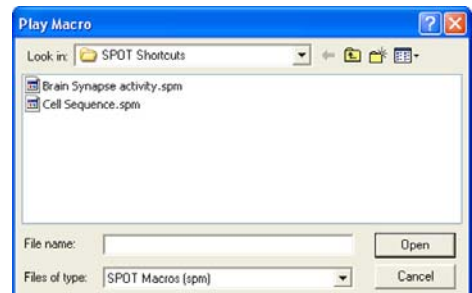 Play Macro
Look in: SPOT Shortcuts
Brain Synapse activity.spm
Cell Sequence.spm
File name: Open
Files of type: SPOT Macros (spm) Cancel